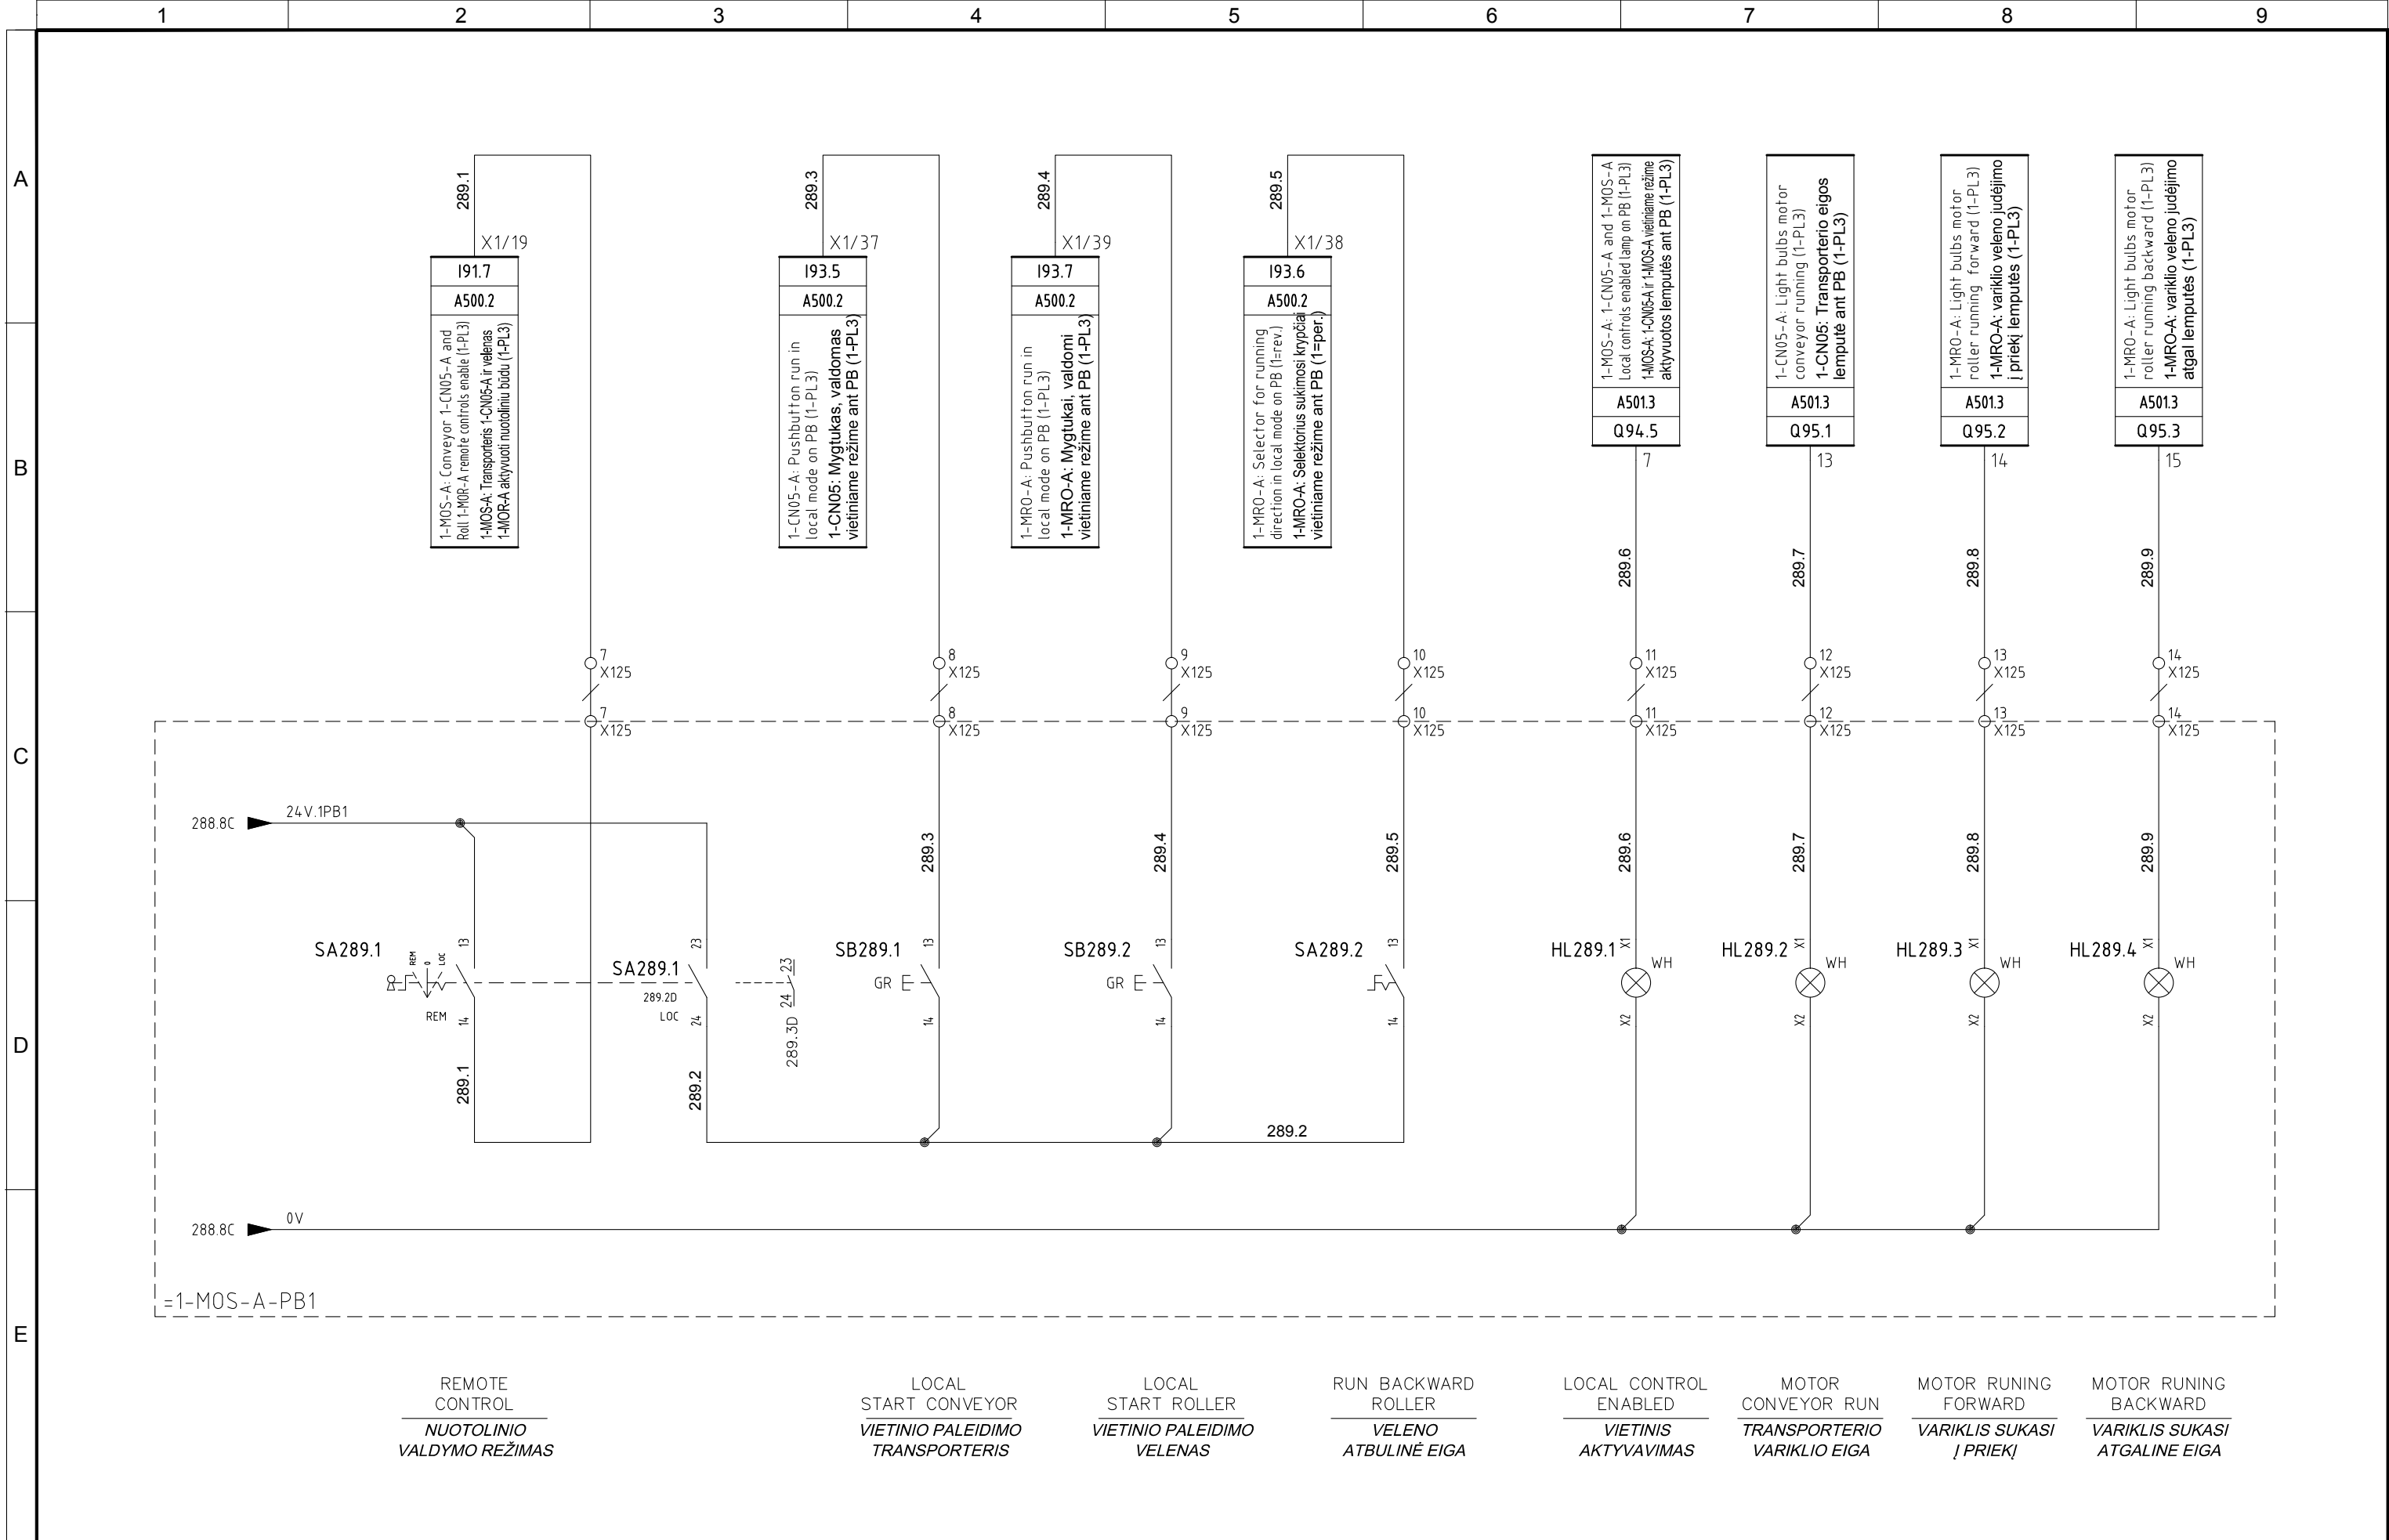 1 2 3 4 5 6 7 8 9
A
B
C
D
E
289.1
X1/19
I91.7
A500.2
1-MOS-A: Conveyor 1-CN05-A and
Roll 1-MOR-A remote controls enable (1-PL3)
1-MOS-A: Transporteris 1-CN05-A ir velenas
1-MOR-A aktyvuoti nuotoliniu būdu (1-PL3)
289.3
X1/37
I93.5
A500.2
1-CN05-A: Pushbutton run in
local mode on PB (1-PL3)
1-CN05: Mygtukas, valdomas
vietiniame režime ant PB (1-PL3)
289.4
X1/39
I93.7
A500.2
1-MRO-A: Pushbutton run in
local mode on PB (1-PL3)
1-MRO-A: Mygtukai, valdomi
vietiniame režime ant PB (1-PL3)
289.5
X1/38
I93.6
A500.2
1-MRO-A: Selector for running
direction in local mode on PB (1=rev.)
1-MRO-A: Selektorius sukimosi krypčiai
vietiniame režime ant PB (1=per.)
1-MOS-A: 1-CN05-A and 1-MOS-A
Local controls enabled lamp on PB (1-PL3)
1-MOS-A: 1-CN05-A ir 1-MOS-A vietiniame režime
aktyvuotos lemputės ant PB (1-PL3)
A501.3
Q94.5
7
289.6
1-CN05-A: Light bulbs motor
conveyor running (1-PL3)
1-CN05: Transporterio eigos
lemputė ant PB (1-PL3)
A501.3
Q95.1
13
289.7
1-MRO-A: Light bulbs motor
roller running forward (1-PL3)
1-MRO-A: variklio veleno judėjimo
į priekį lemputės (1-PL3)
A501.3
Q95.2
14
289.8
1-MRO-A: Light bulbs motor
roller running backward (1-PL3)
1-MRO-A: variklio veleno judėjimo
atgal lemputės (1-PL3)
A501.3
Q95.3
15
289.9
7
X125
8
X125
9
X125
10
X125
11
X125
12
X125
13
X125
14
X125
7
X125
8
X125
9
X125
10
X125
11
X125
12
X125
13
X125
14
X125
288.8C
24V.1PB1
289.3
289.4
289.5
289.6
289.7
289.8
289.9
SA289.1
REM
0
LOC
13
REM
14
289.1
SA289.1
289.2D
LOC
23
24
289.2
23
24
289.3D
SB289.1
13
GR
14
SB289.2
13
GR
14
SA289.2
13
14
289.2
HL289.1
X1
WH
X2
HL289.2
X1
WH
X2
HL289.3
X1
WH
X2
HL289.4
X1
WH
X2
288.8C
0V
=1-MOS-A-PB1
REMOTE
CONTROL
NUOTOLINIO
VALDYMO REŽIMAS
LOCAL
START CONVEYOR
VIETINIO PALEIDIMO
TRANSPORTERIS
LOCAL
START ROLLER
VIETINIO PALEIDIMO
VELENAS
RUN BACKWARD
ROLLER
VELENO
ATBULINĖ EIGA
LOCAL CONTROL
ENABLED
VIETINIS
AKTYVAVIMAS
MOTOR
CONVEYOR RUN
TRANSPORTERIO
VARIKLIO EIGA
MOTOR RUNING
FORWARD
VARIKLIS SUKASI
Į PRIEKĮ
MOTOR RUNING
BACKWARD
VARIKLIS SUKASI
ATGALINE EIGA